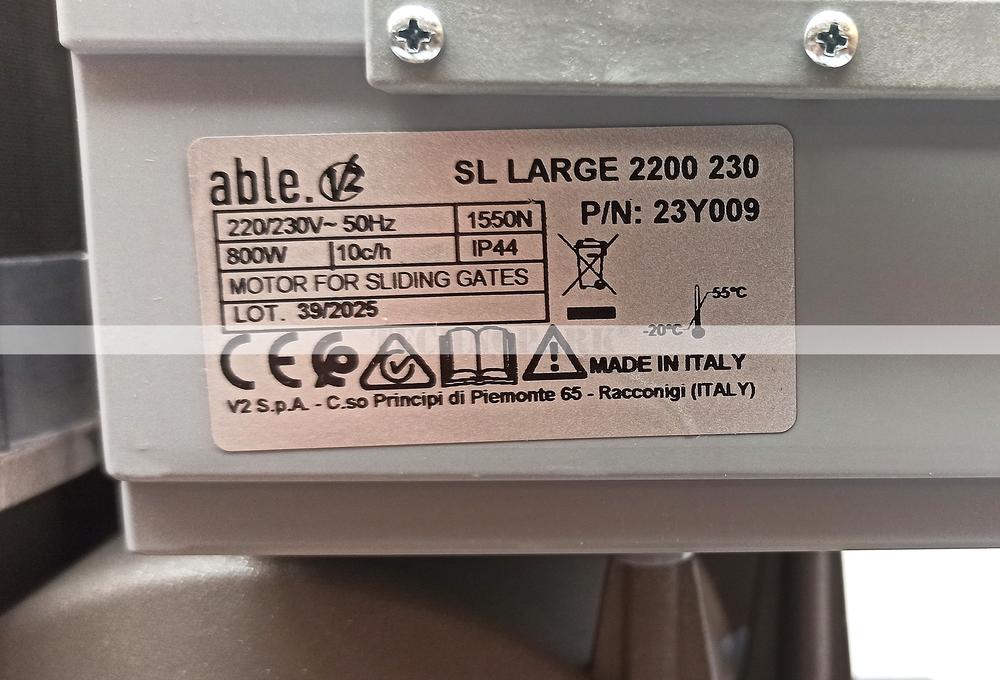 able. V2
SL LARGE 2200 230
P/N: 23Y009
220/230V~ 50Hz 1550N
800W 10c/h IP44
MOTOR FOR SLIDING GATES
LOT. 39/2025
55°C
-20°C
CE
MADE IN ITALY
V2 S.p.A. - C.so Principi di Piemonte 65 - Racconigi (ITALY)